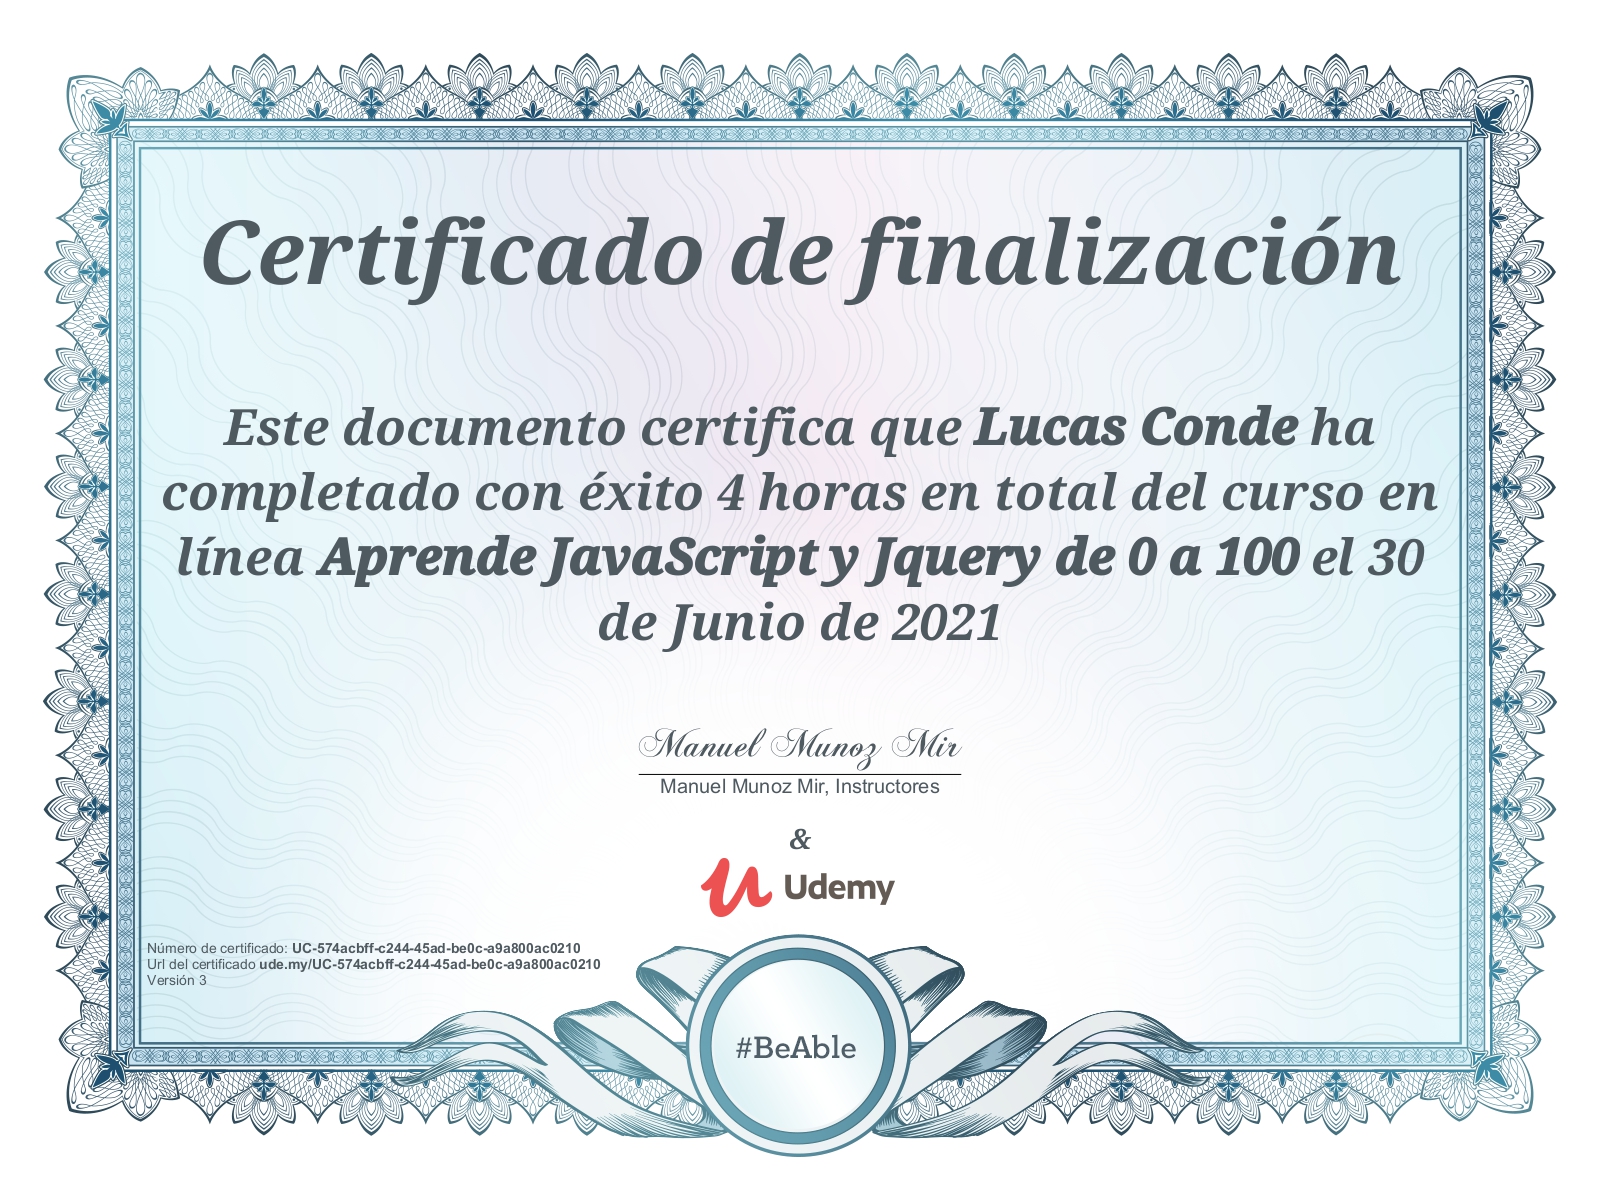 Certificado de finalización
Este documento certifica que Lucas Conde ha
completado con éxito 4 horas en total del curso en
línea Aprende JavaScript y Jquery de 0 a 100 el 30
de Junio de 2021
Manuel Munoz Mir
Manuel Munoz Mir, Instructores
&
Udemy
Número de certificado: UC-574acbff-c244-45ad-be0c-a9a800ac0210
Url del certificado ude.my/UC-574acbff-c244-45ad-be0c-a9a800ac0210
Versión 3
#BeAble